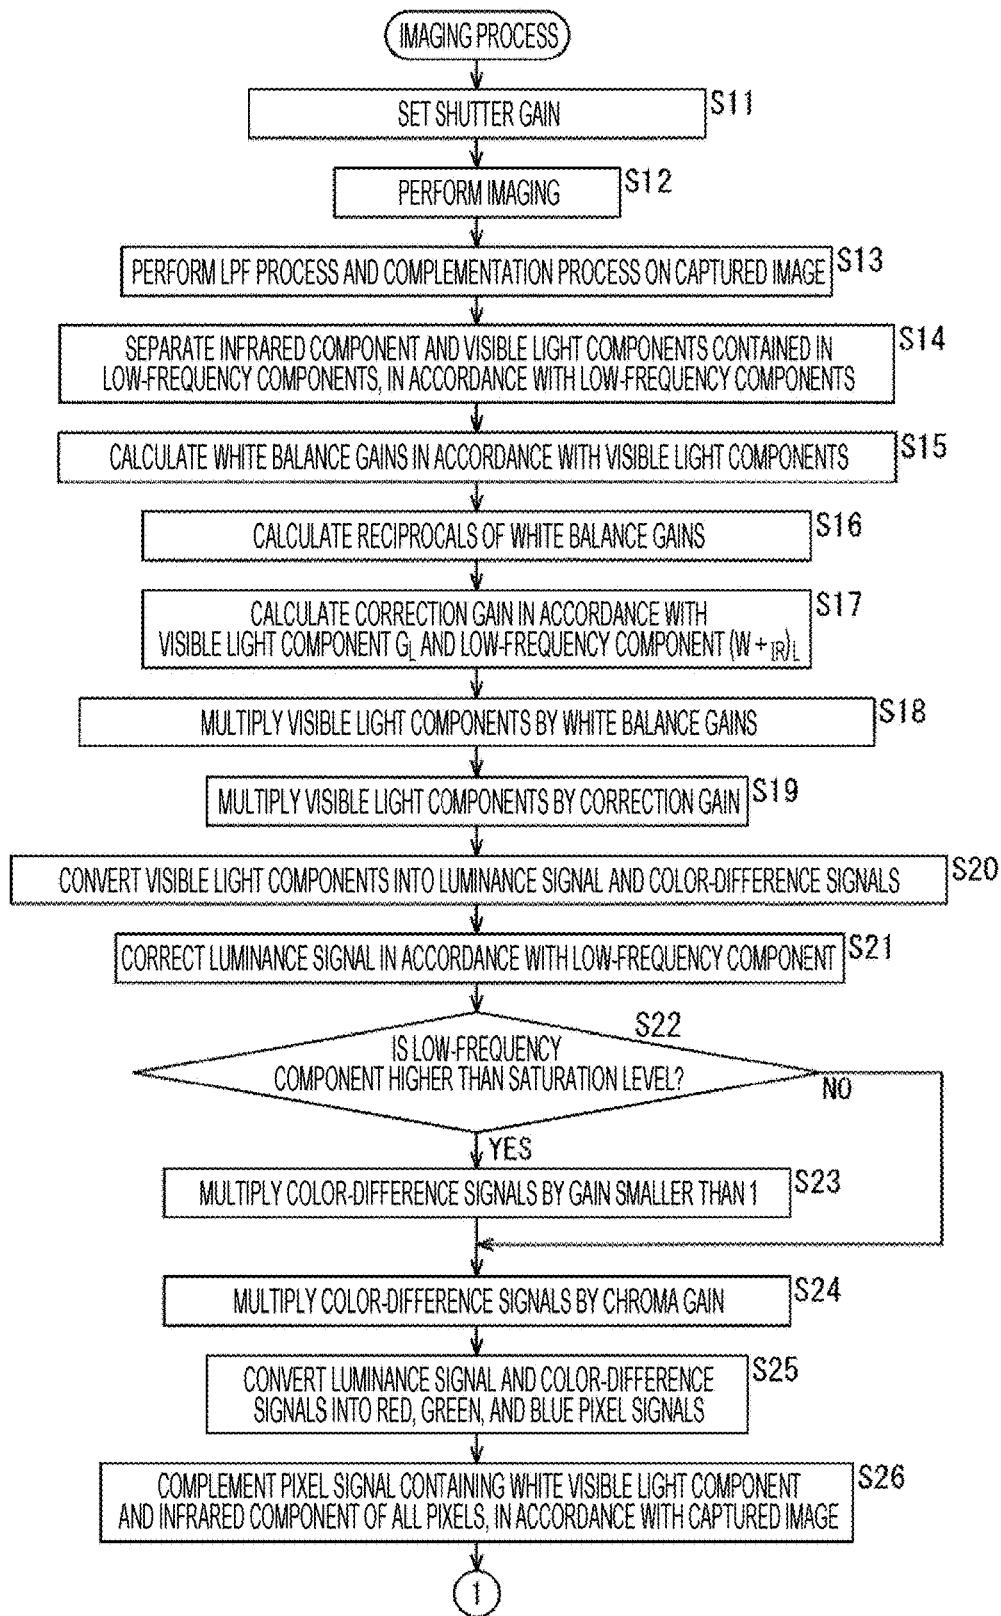 IMAGING PROCESS
S11
SET SHUTTER GAIN
S12
PERFORM IMAGING
S13
PERFORM LPF PROCESS AND COMPLEMENTATION PROCESS ON CAPTURED IMAGE
S14
SEPARATE INFRARED COMPONENT AND VISIBLE LIGHT COMPONENTS CONTAINED IN
LOW-FREQUENCY COMPONENTS, IN ACCORDANCE WITH LOW-FREQUENCY COMPONENTS
S15
CALCULATE WHITE BALANCE GAINS IN ACCORDANCE WITH VISIBLE LIGHT COMPONENTS
S16
CALCULATE RECIPROCALS OF WHITE BALANCE GAINS
S17
CALCULATE CORRECTION GAIN IN ACCORDANCE WITH
VISIBLE LIGHT COMPONENT GL AND LOW-FREQUENCY COMPONENT (W + IR)L
S18
MULTIPLY VISIBLE LIGHT COMPONENTS BY WHITE BALANCE GAINS
S19
MULTIPLY VISIBLE LIGHT COMPONENTS BY CORRECTION GAIN
S20
CONVERT VISIBLE LIGHT COMPONENTS INTO LUMINANCE SIGNAL AND COLOR-DIFFERENCE SIGNALS
S21
CORRECT LUMINANCE SIGNAL IN ACCORDANCE WITH LOW-FREQUENCY COMPONENT
S22
IS LOW-FREQUENCY
COMPONENT HIGHER THAN SATURATION LEVEL?
NO
YES
S23
MULTIPLY COLOR-DIFFERENCE SIGNALS BY GAIN SMALLER THAN 1
S24
MULTIPLY COLOR-DIFFERENCE SIGNALS BY CHROMA GAIN
S25
CONVERT LUMINANCE SIGNAL AND COLOR-DIFFERENCE
SIGNALS INTO RED, GREEN, AND BLUE PIXEL SIGNALS
S26
COMPLEMENT PIXEL SIGNAL CONTAINING WHITE VISIBLE LIGHT COMPONENT
AND INFRARED COMPONENT OF ALL PIXELS, IN ACCORDANCE WITH CAPTURED IMAGE
1